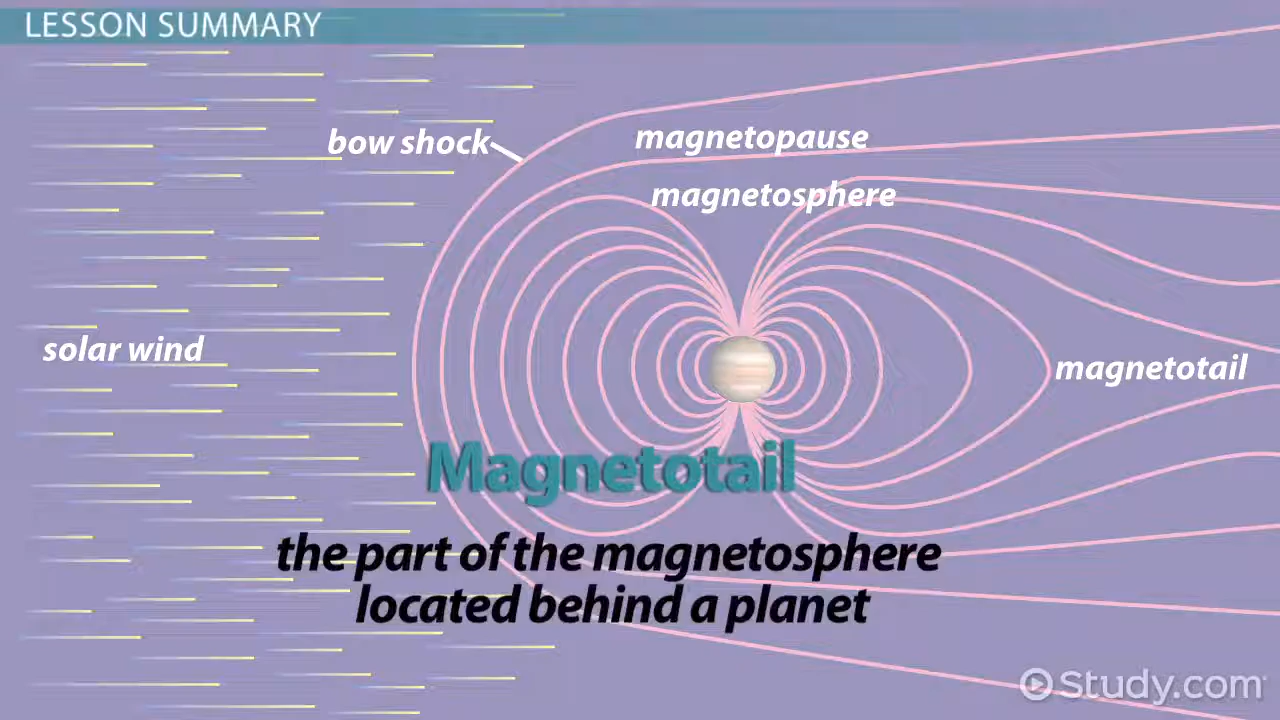 LESSON SUMMARY
bow shock
magnetopause
magnetosphere
solar wind
magnetotail
Magnetotail
the part of the magnetosphere
located behind a planet
Study.com